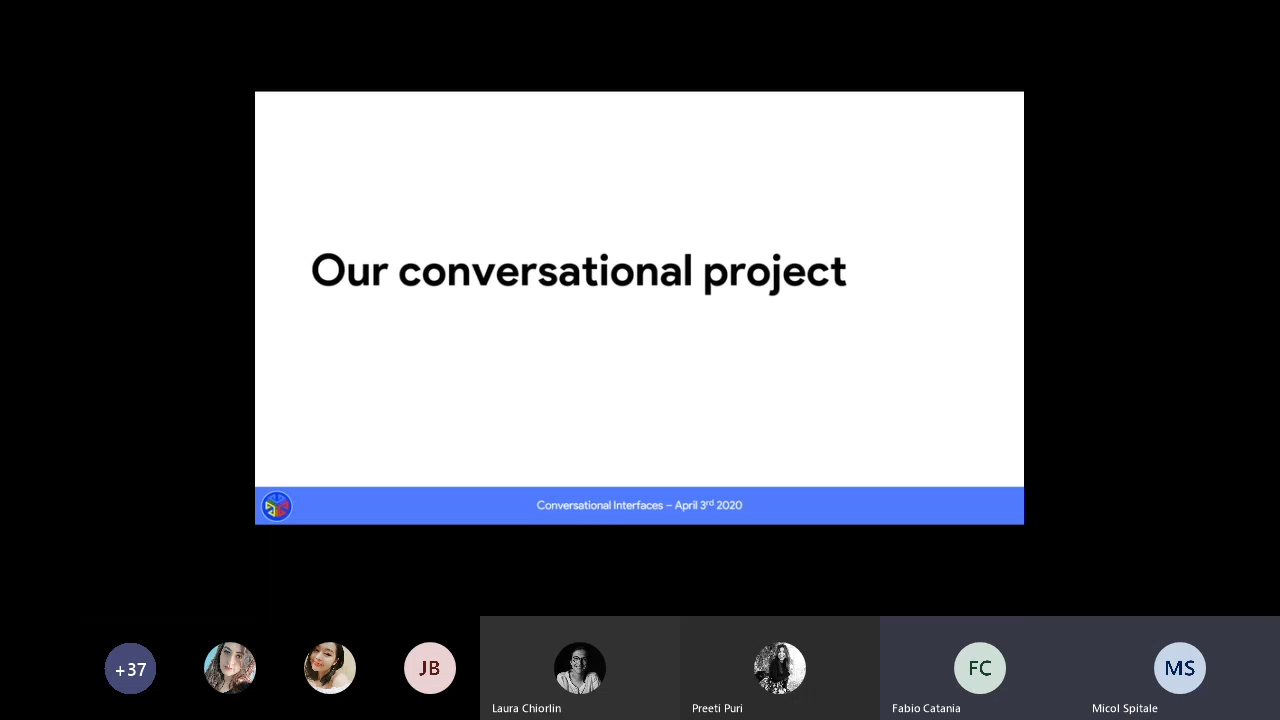 Our conversational project
Conversational Interfaces – April 3rd 2020
+37
JB
FC
MS
Laura Chiorlin
Preeti Puri
Fabio Catania
Micol Spitale